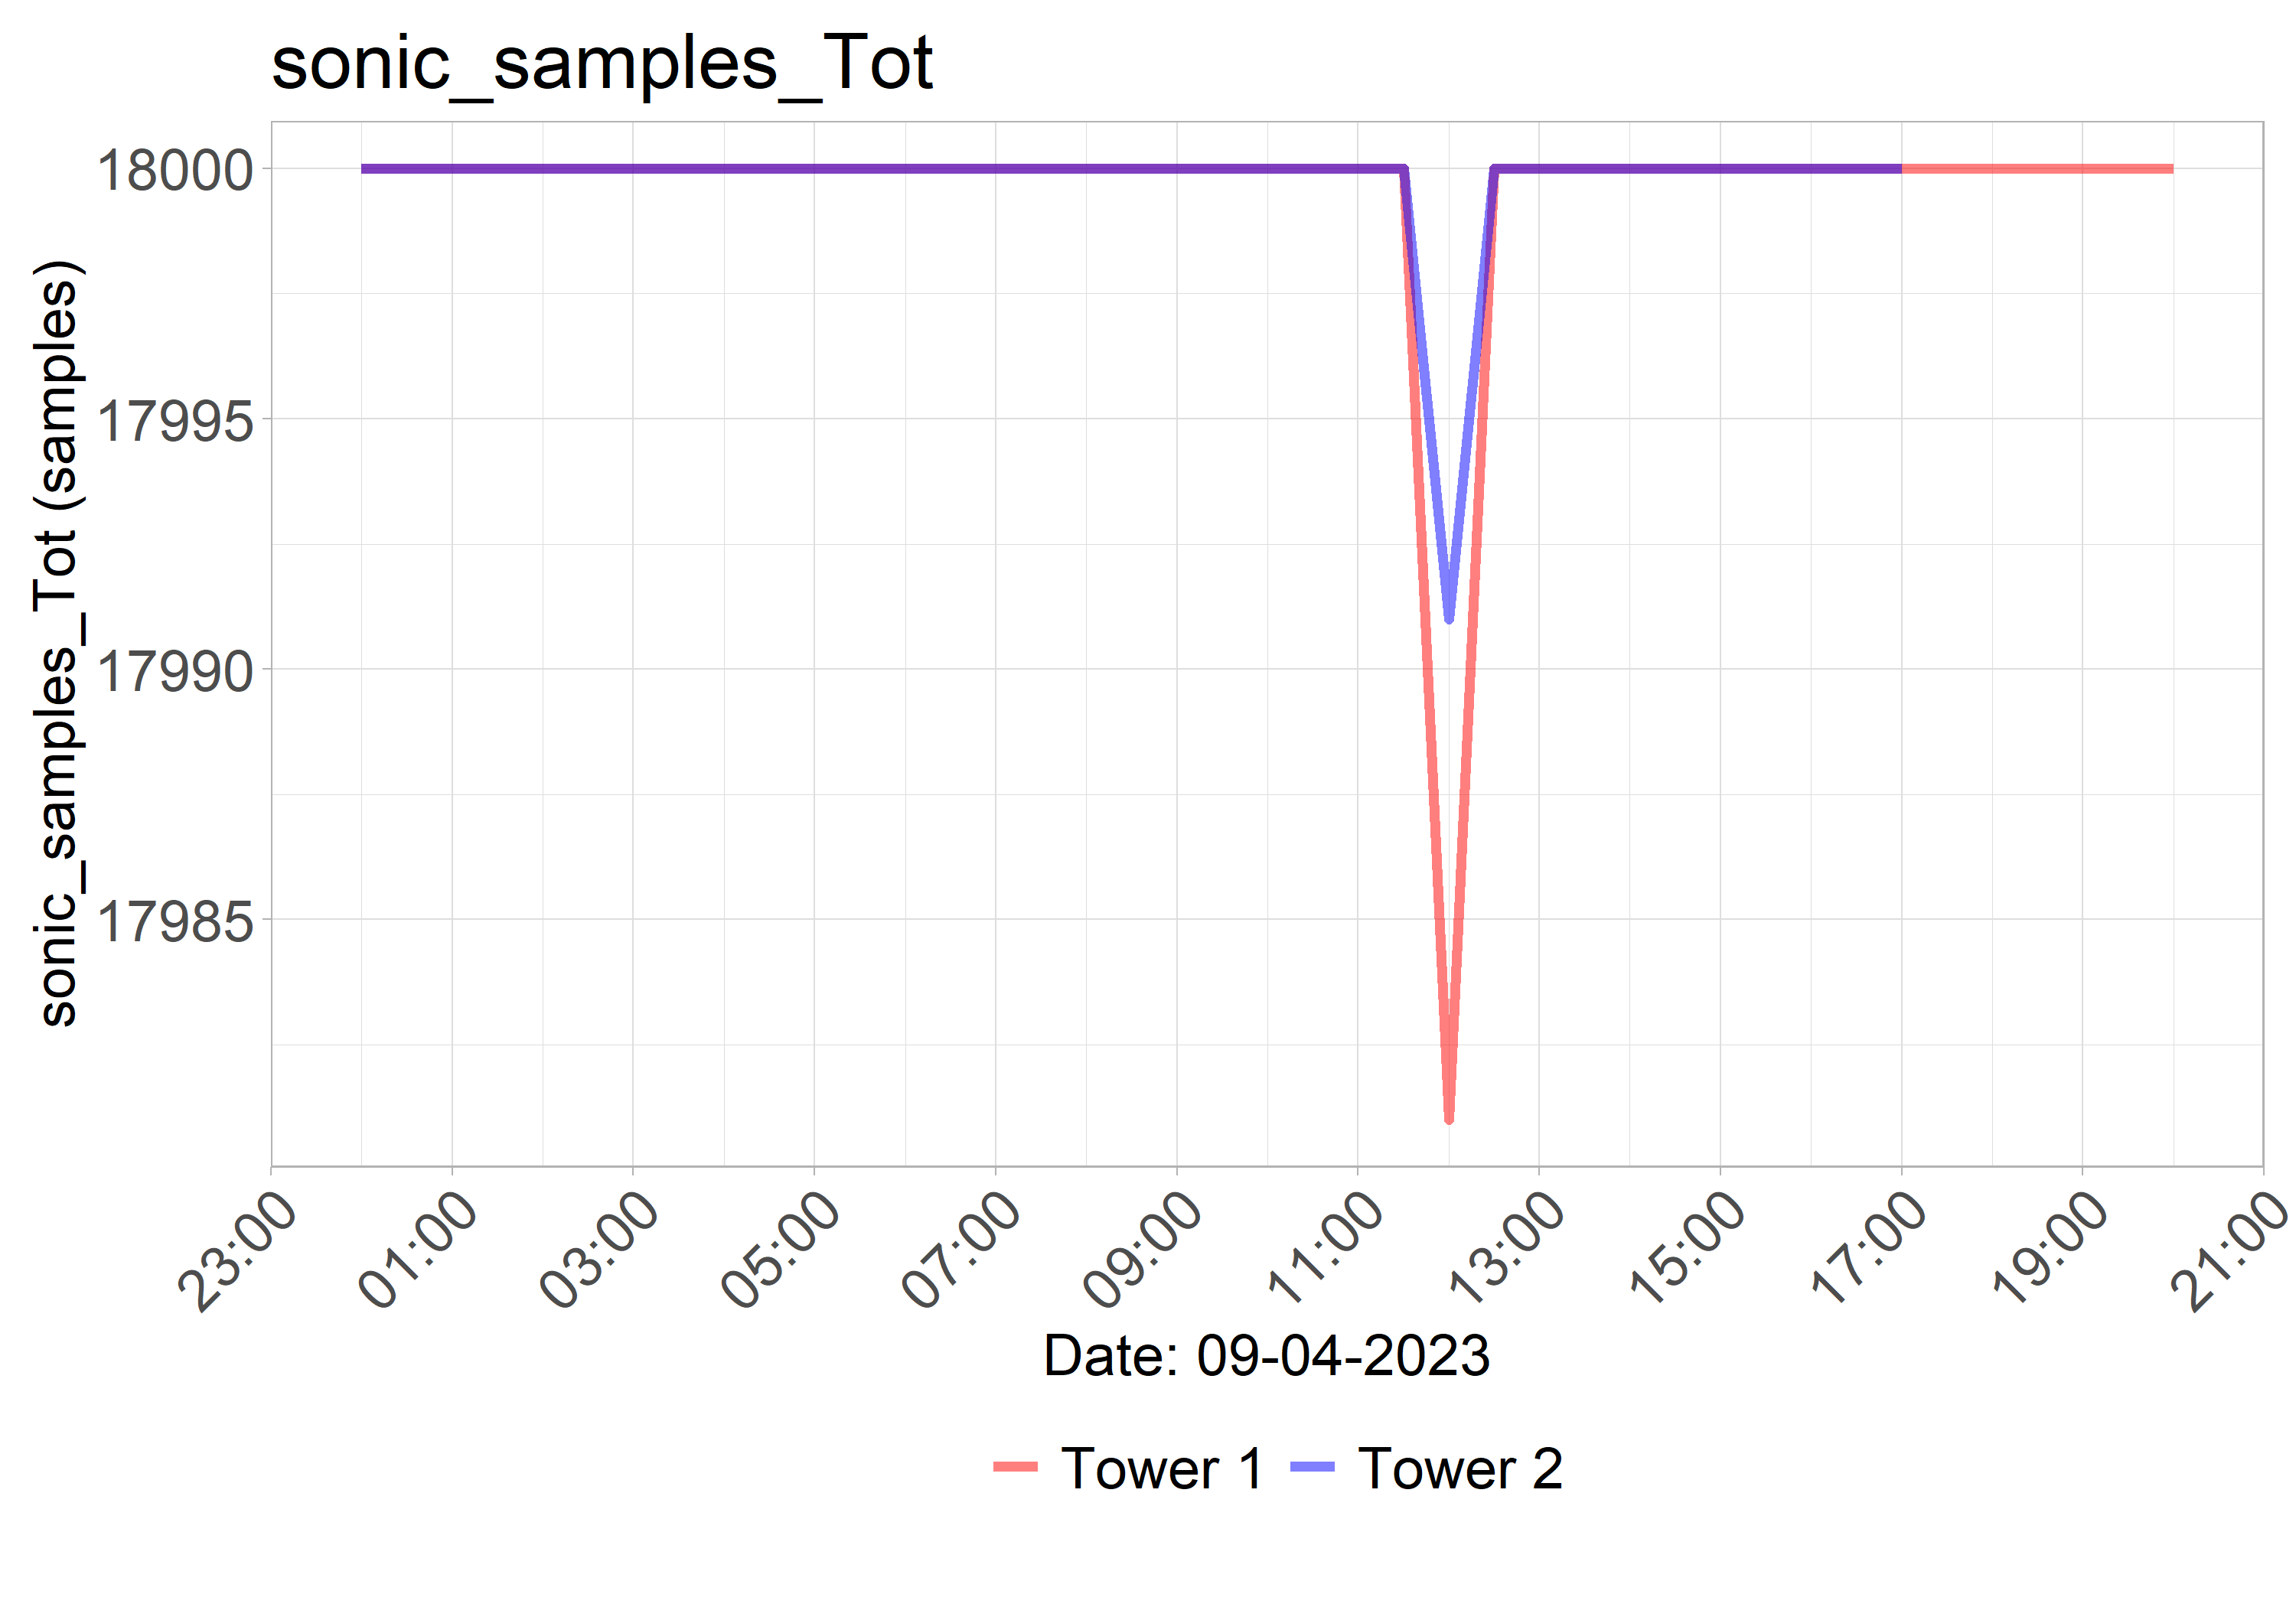 sonic_samples_Tot
sonic_samples_Tot (samples)
18000
17995
17990
17985
23:00 01:00 03:00 05:00 07:00 09:00 11:00 13:00 15:00 17:00 19:00 21:00
Date: 09-04-2023
Tower 1 Tower 2